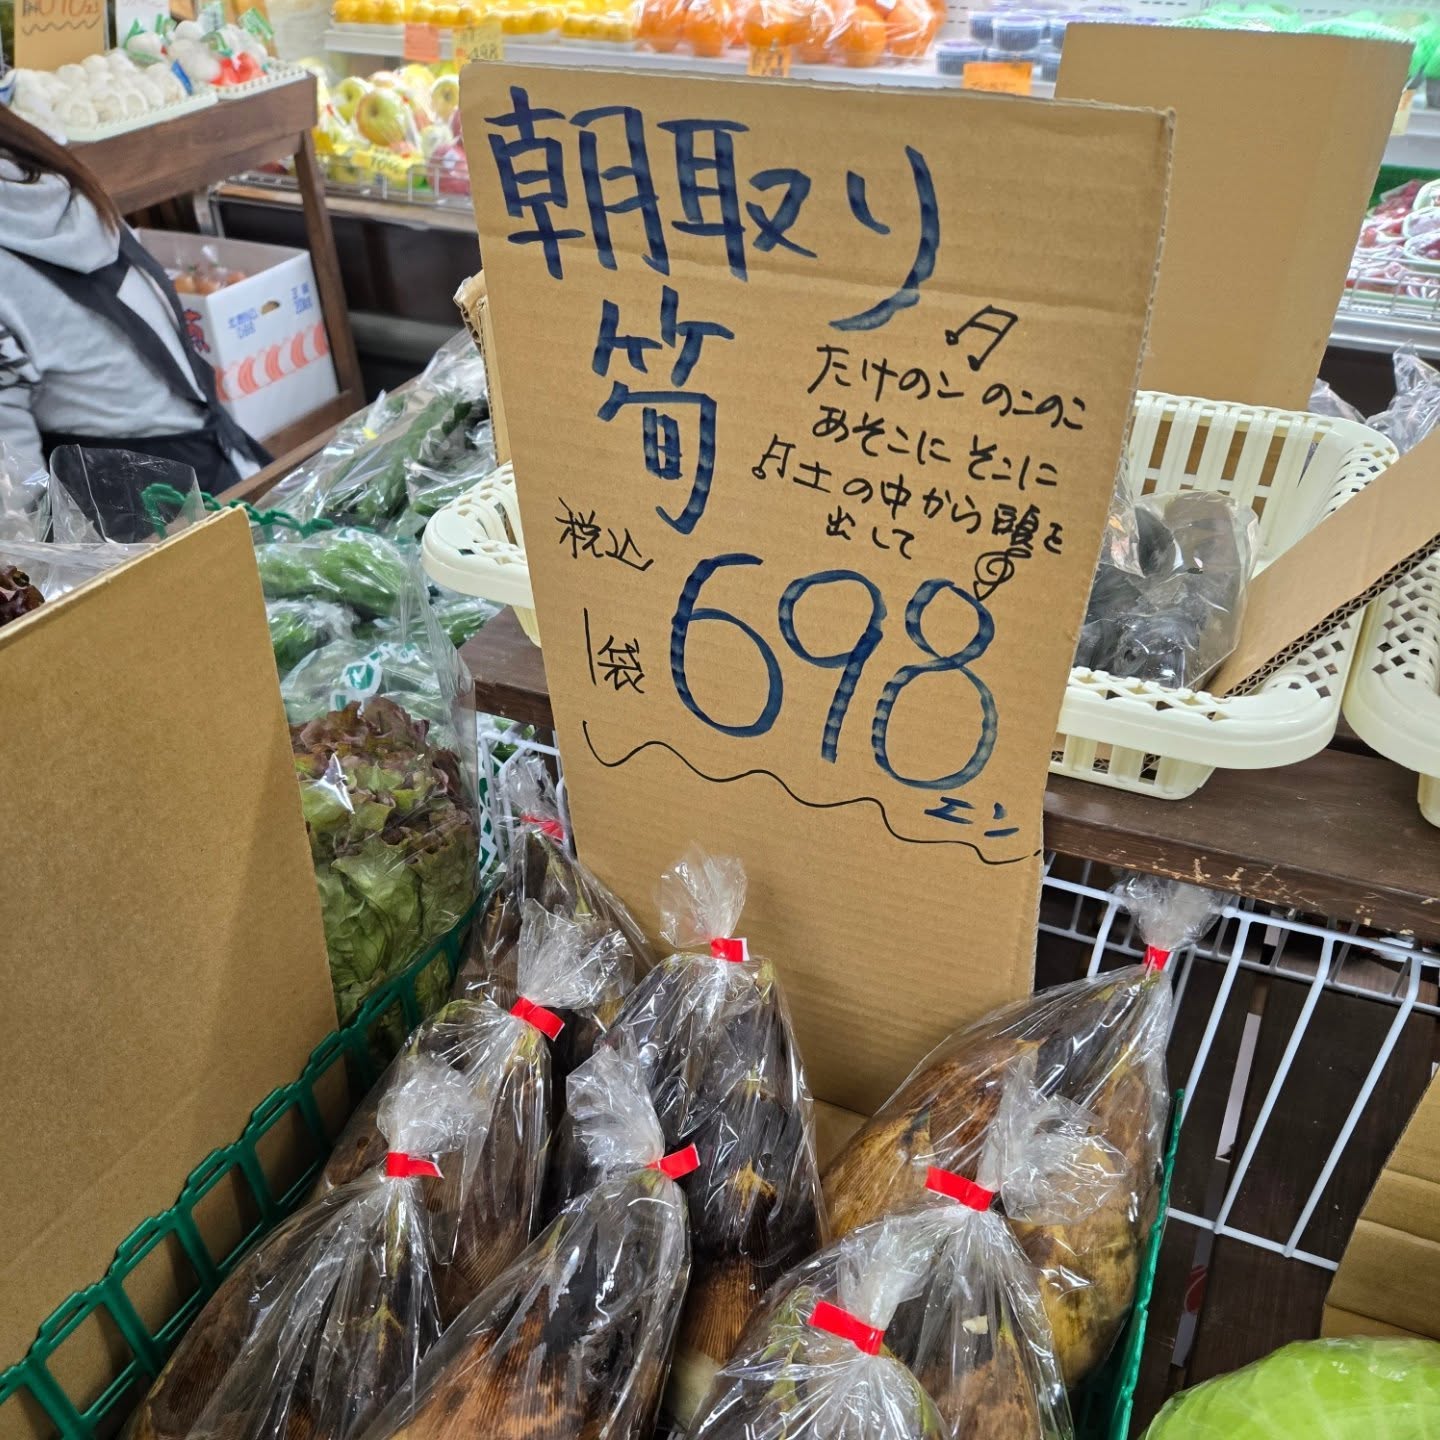 朝取り
筍
♫
たけのこ のこのこ
あそこに そこに
♫土の中から頭を
出して
税込
1袋
698
エン
498